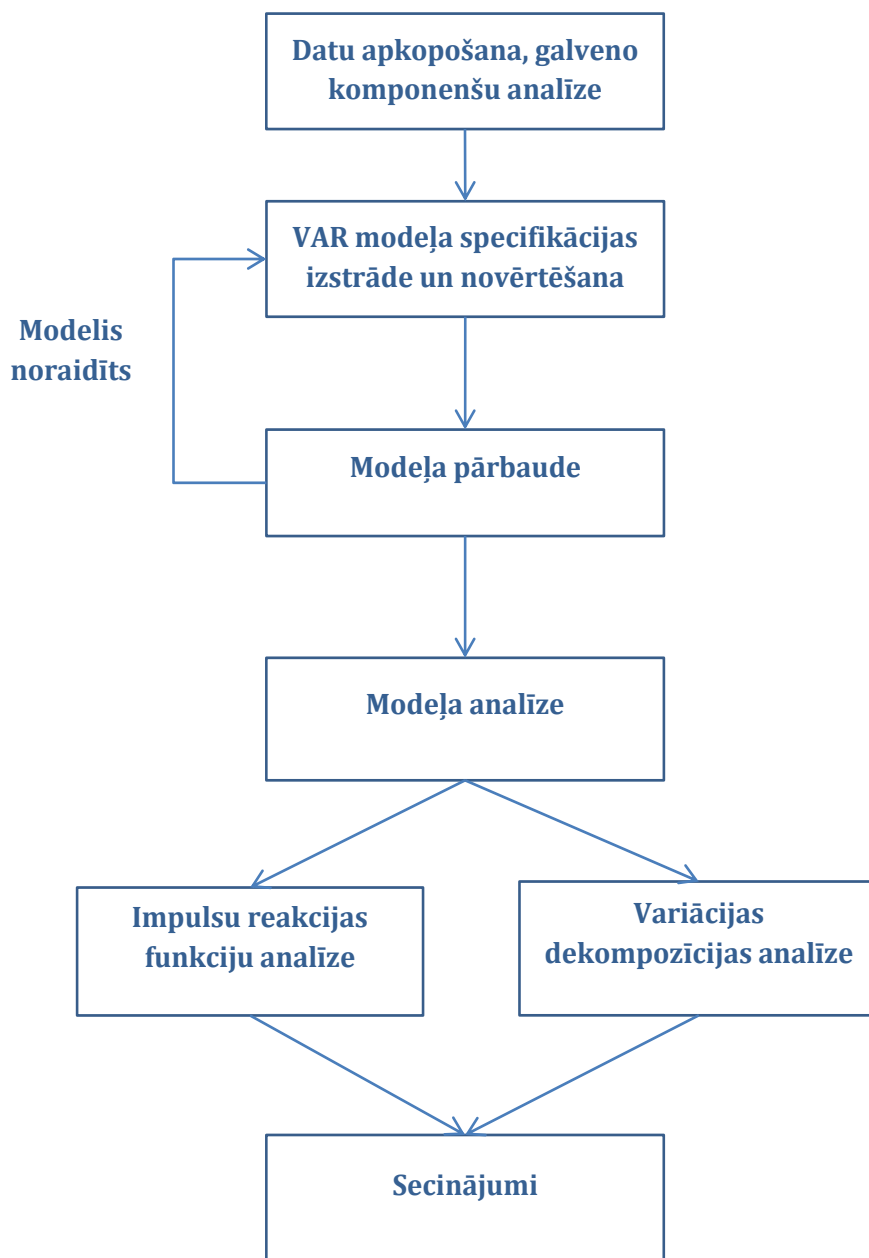 Datu apkopošana, galveno
komponenšu analīze
VAR modeļa specifikācijas
izstrāde un novērtēšana
Modelis
noraidīts
Modeļa pārbaude
Modeļa analīze
Impulsu reakcijas
funkciju analīze
Variācijas
dekompozīcijas analīze
Secinājumi